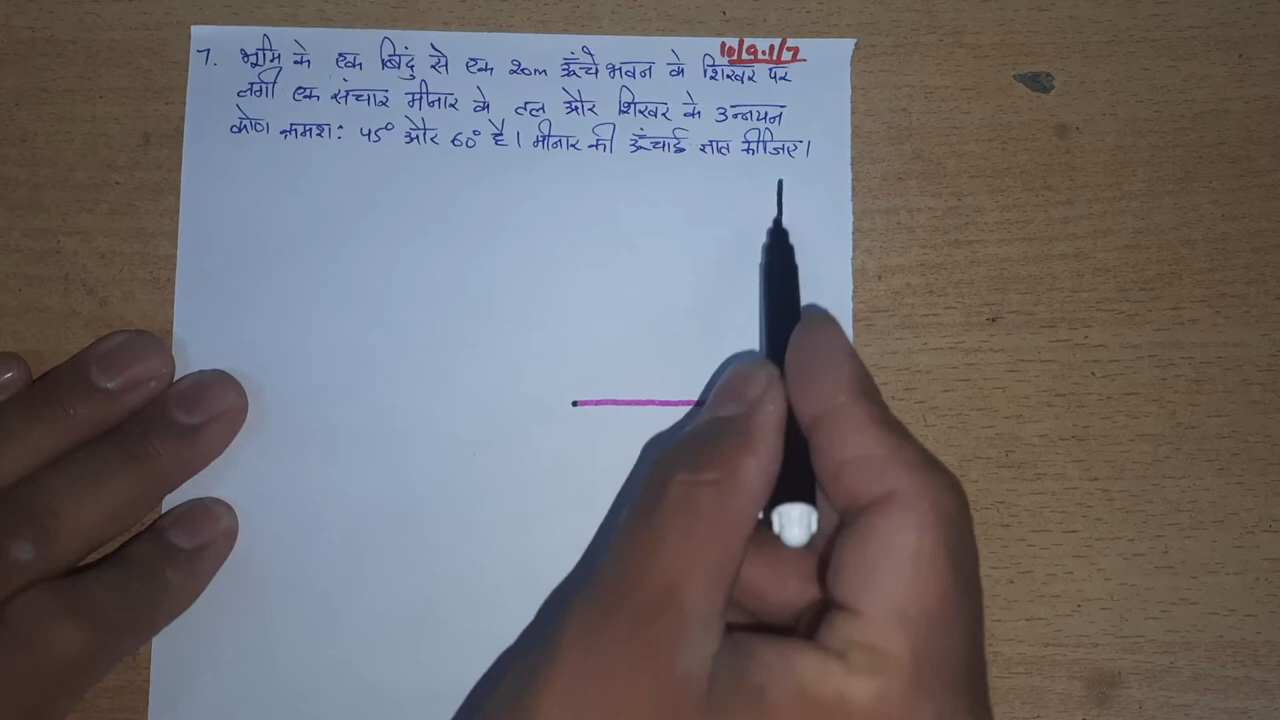 10/9.1/7
7. भूमि के एक बिंदु से एक 20m ऊँचे भवन के शिखर पर
लगी एक संचार मीनार के तल और शिखर के उन्नयन
कोण क्रमश: 45° और 60° है। मीनार की ऊँचाई ज्ञात कीजिए।